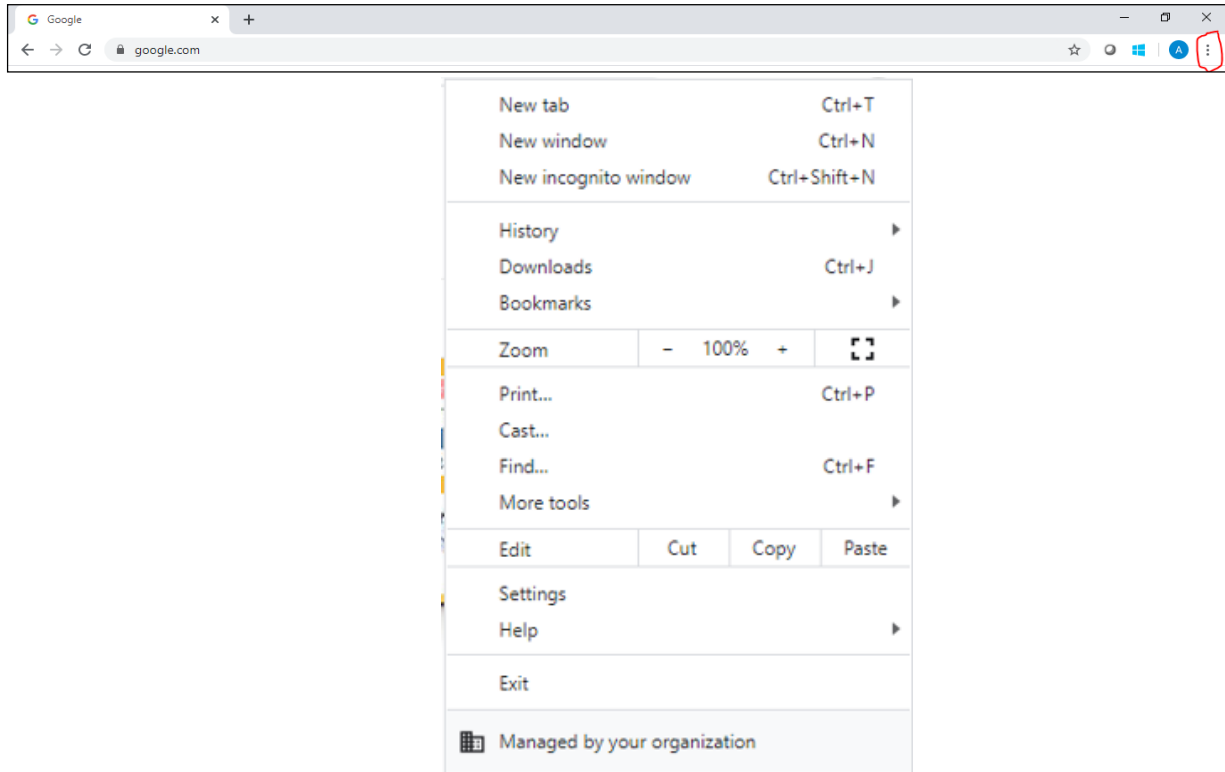 G Google × +
google.com A
New tab Ctrl+T
New window Ctrl+N
New incognito window Ctrl+Shift+N
History
Downloads Ctrl+J
Bookmarks
Zoom - 100% +
Print... Ctrl+P
Cast...
Find... Ctrl+F
More tools
Edit Cut Copy Paste
Settings
Help
Exit
Managed by your organization